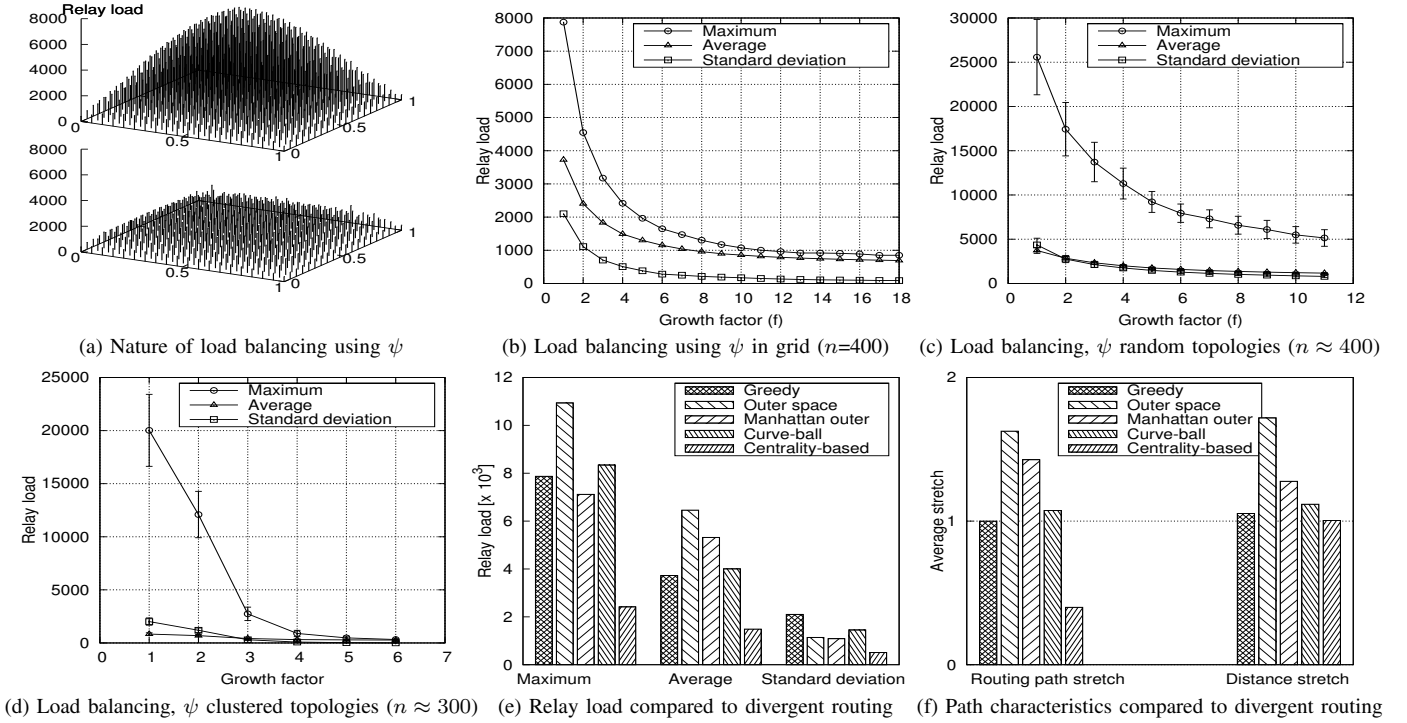 Relay load
8000
6000
4000
2000
0
0
0.5
1
0
0.5
1
8000
6000
4000
2000
0
0
0.5
1
0
0.5
1
(a) Nature of load balancing using ψ
8000
7000
6000
5000
4000
3000
2000
1000
0
Relay load
Maximum
Average
Standard deviation
0 2 4 6 8 10 12 14 16 18
Growth factor (f)
(b) Load balancing using ψ in grid (n=400)
30000
25000
20000
15000
10000
5000
0
Relay load
Maximum
Average
Standard deviation
0 2 4 6 8 10 12
Growth factor (f)
(c) Load balancing, ψ random topologies (n ≈ 400)
25000
20000
15000
10000
5000
0
Relay load
Maximum
Average
Standard deviation
0 1 2 3 4 5 6 7
Growth factor
(d) Load balancing, ψ clustered topologies (n ≈ 300)
12
10
8
6
4
2
0
Relay load [x 10³]
Greedy
Outer space
Manhattan outer
Curve-ball
Centrality-based
Maximum Average Standard deviation
(e) Relay load compared to divergent routing
2
1
0
Average stretch
Greedy
Outer space
Manhattan outer
Curve-ball
Centrality-based
Routing path stretch Distance stretch
(f) Path characteristics compared to divergent routing